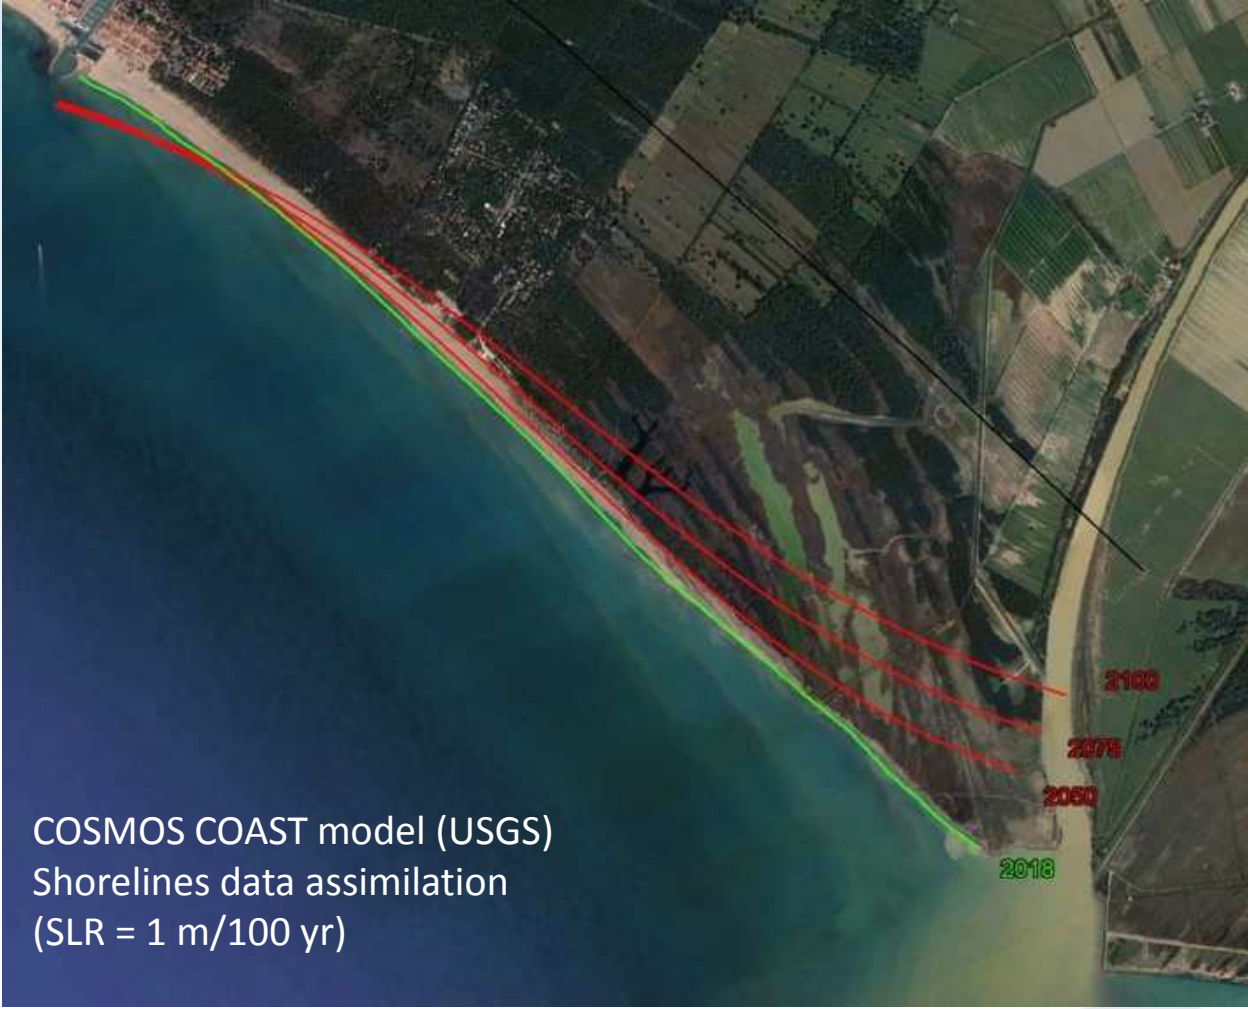 2100
2075
2050
2018
COSMOS COAST model (USGS)
Shorelines data assimilation
(SLR = 1 m/100 yr)